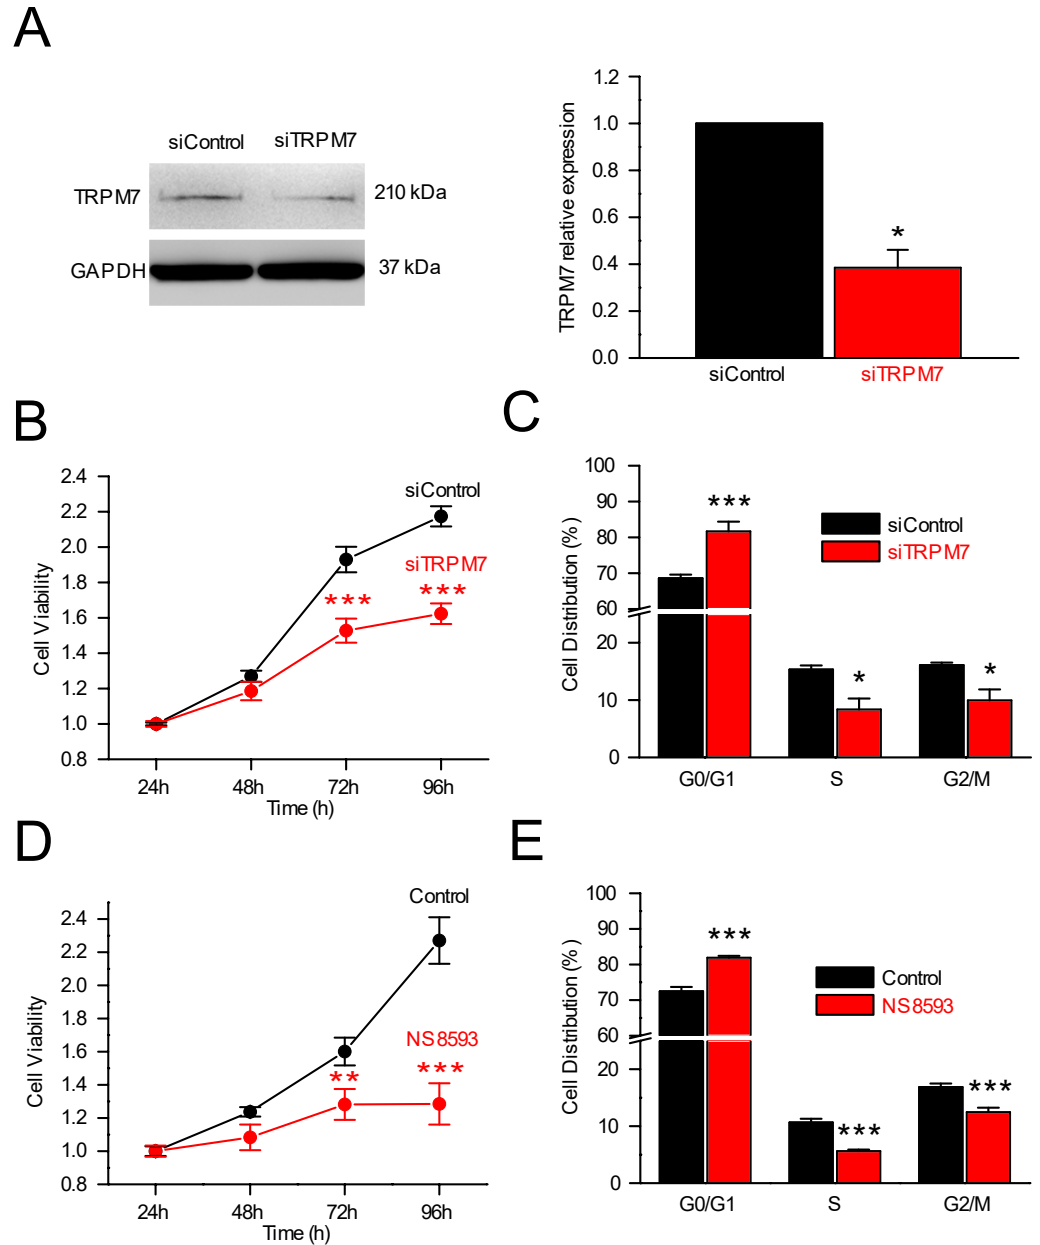 A
siControl siTRPM7
TRPM7 210 kDa
GAPDH 37 kDa
TRPM7 relative expression
1.2
1.0
0.8
0.6
0.4
0.2
0.0
*
siControl siTRPM7
B
Cell Viability
2.4
2.2
2.0
1.8
1.6
1.4
1.2
1.0
0.8
siControl
siTRPM7
*** ***
24h 48h 72h 96h
Time (h)
C
Cell Distribution (%)
100
90
80
70
60
20
10
0
***
*
*
siControl
siTRPM7
G0/G1 S G2/M
D
Cell Viability
2.4
2.2
2.0
1.8
1.6
1.4
1.2
1.0
0.8
Control
NS8593
** ***
24h 48h 72h 96h
Time (h)
E
Cell Distribution (%)
100
90
80
70
60
20
10
0
***
***
***
Control
NS8593
G0/G1 S G2/M